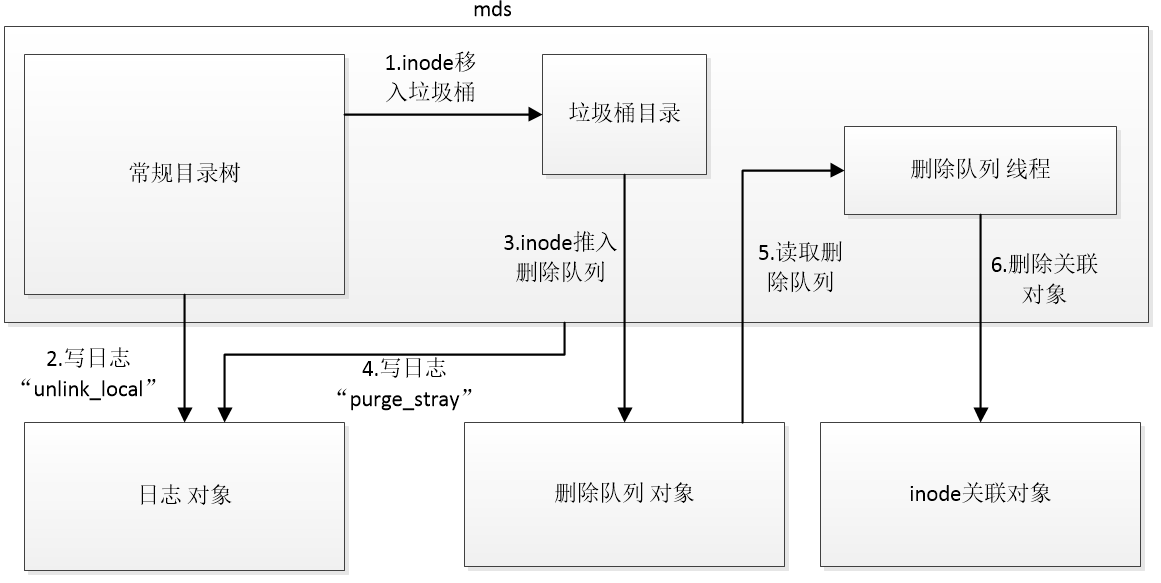 mds
1.inode移
入垃圾桶
常规目录树
垃圾桶目录
删除队列 线程
3.inode推入
删除队列
5.读取删
除队列
6.删除关联
对象
2.写日志
“unlink_local”
4.写日志
“purge_stray”
日志 对象
删除队列 对象
inode关联对象